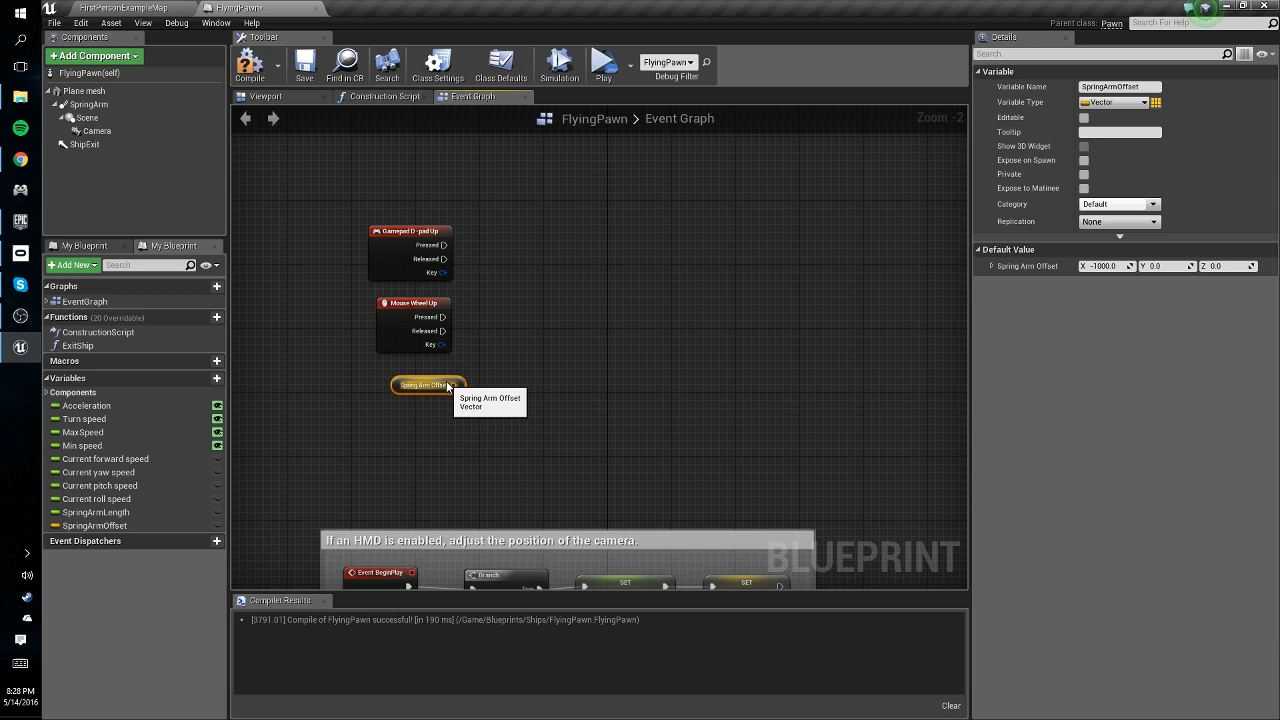 FirstPersonExampleMap
FlyingPawn*
File Edit Asset View Debug Window Help
Parent class: Pawn
Search For Help
Components
+Add Component
FlyingPawn(self)
Plane mesh
SpringArm
Scene
Camera
ShipExit
My Blueprint
My Blueprint
+Add New
Search
Graphs
EventGraph
Functions (20 Overridable)
ConstructionScript
ExitShip
Macros
Variables
Components
Acceleration
Turn speed
MaxSpeed
Min speed
Current forward speed
Current yaw speed
Current pitch speed
Current roll speed
SpringArmLength
SpringArmOffset
Event Dispatchers
Toolbar
Compile
Save
Find in CB
Search
Class Settings
Class Defaults
Simulation
Play
FlyingPawn
Debug Filter
Viewport
Construction Script
Event Graph
FlyingPawn > Event Graph
Zoom -2
Gamepad D-pad Up
Pressed
Released
Key
Mouse Wheel Up
Pressed
Released
Key
Spring Arm Offset
Spring Arm Offset
Vector
If an HMD is enabled, adjust the position of the camera.
BLUEPRINT
Event BeginPlay
Branch
SET
SET
Compiler Results
[3791.01] Compile of FlyingPawn successful! [in 190 ms] (/Game/Blueprints/Ships/FlyingPawn.FlyingPawn)
Clear
Details
Search
Variable
Variable Name SpringArmOffset
Variable Type Vector
Editable
Tooltip
Show 3D Widget
Expose on Spawn
Private
Expose to Matinee
Category Default
Replication None
Default Value
Spring Arm Offset X -1000.0 Y 0.0 Z 0.0
EPIC
8:28 PM
5/14/2016